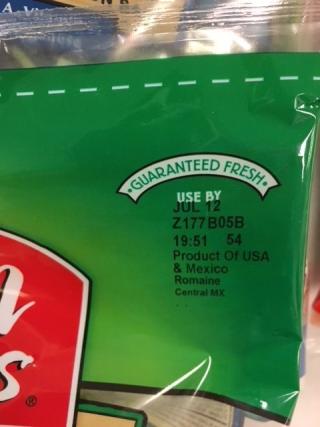 GUARANTEED FRESH
USE BY
JUL 12
Z177 B05B
19:51 54
Product Of USA
& Mexico
Romaine
Central MX
®